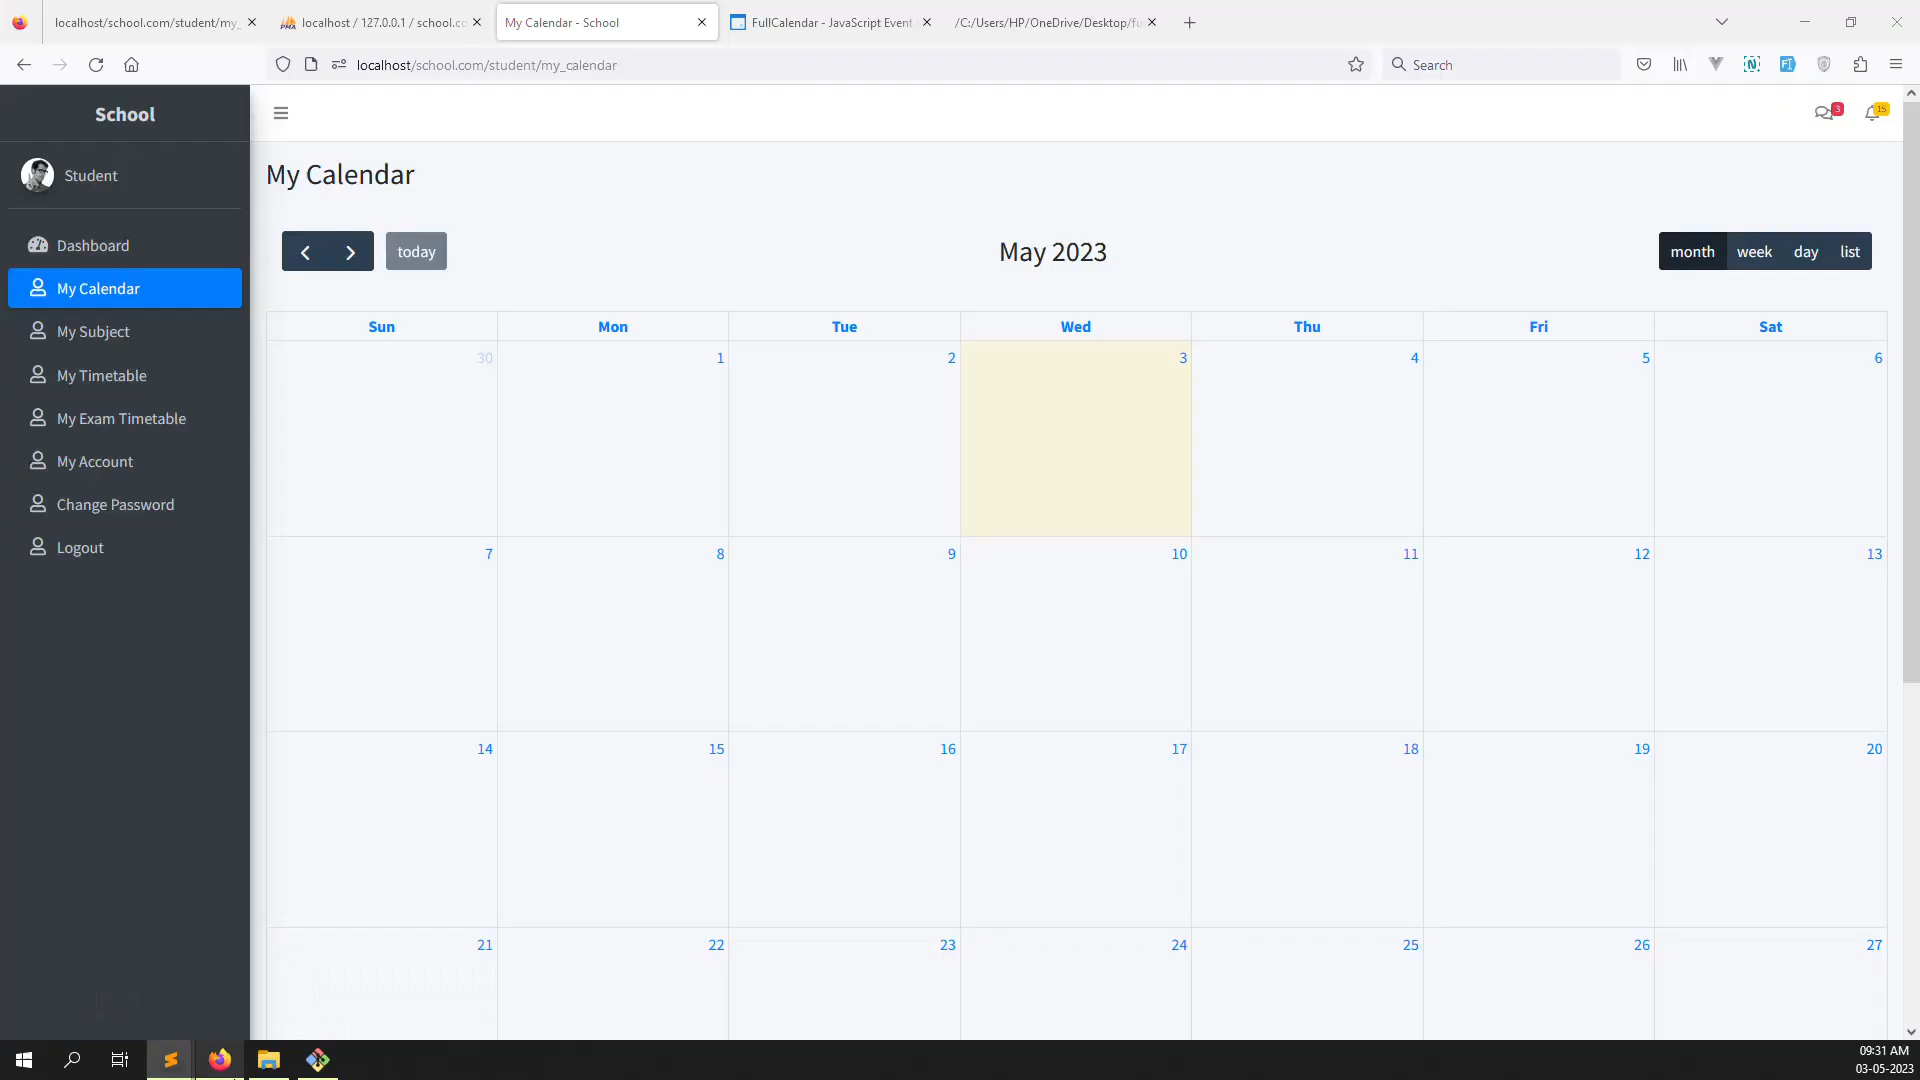 localhost/school.com/student/my_
localhost / 127.0.0.1 / school.co
My Calendar - School
FullCalendar - JavaScript Event
/C:/Users/HP/OneDrive/Desktop/fu
localhost/school.com/student/my_calendar
Search
School
3
15
Student
My Calendar
Dashboard
My Calendar
My Subject
My Timetable
My Exam Timetable
My Account
Change Password
Logout
today
May 2023
month week day list
Sun Mon Tue Wed Thu Fri Sat
30 1 2 3 4 5 6
7 8 9 10 11 12 13
14 15 16 17 18 19 20
21 22 23 24 25 26 27
09:31 AM
03-05-2023